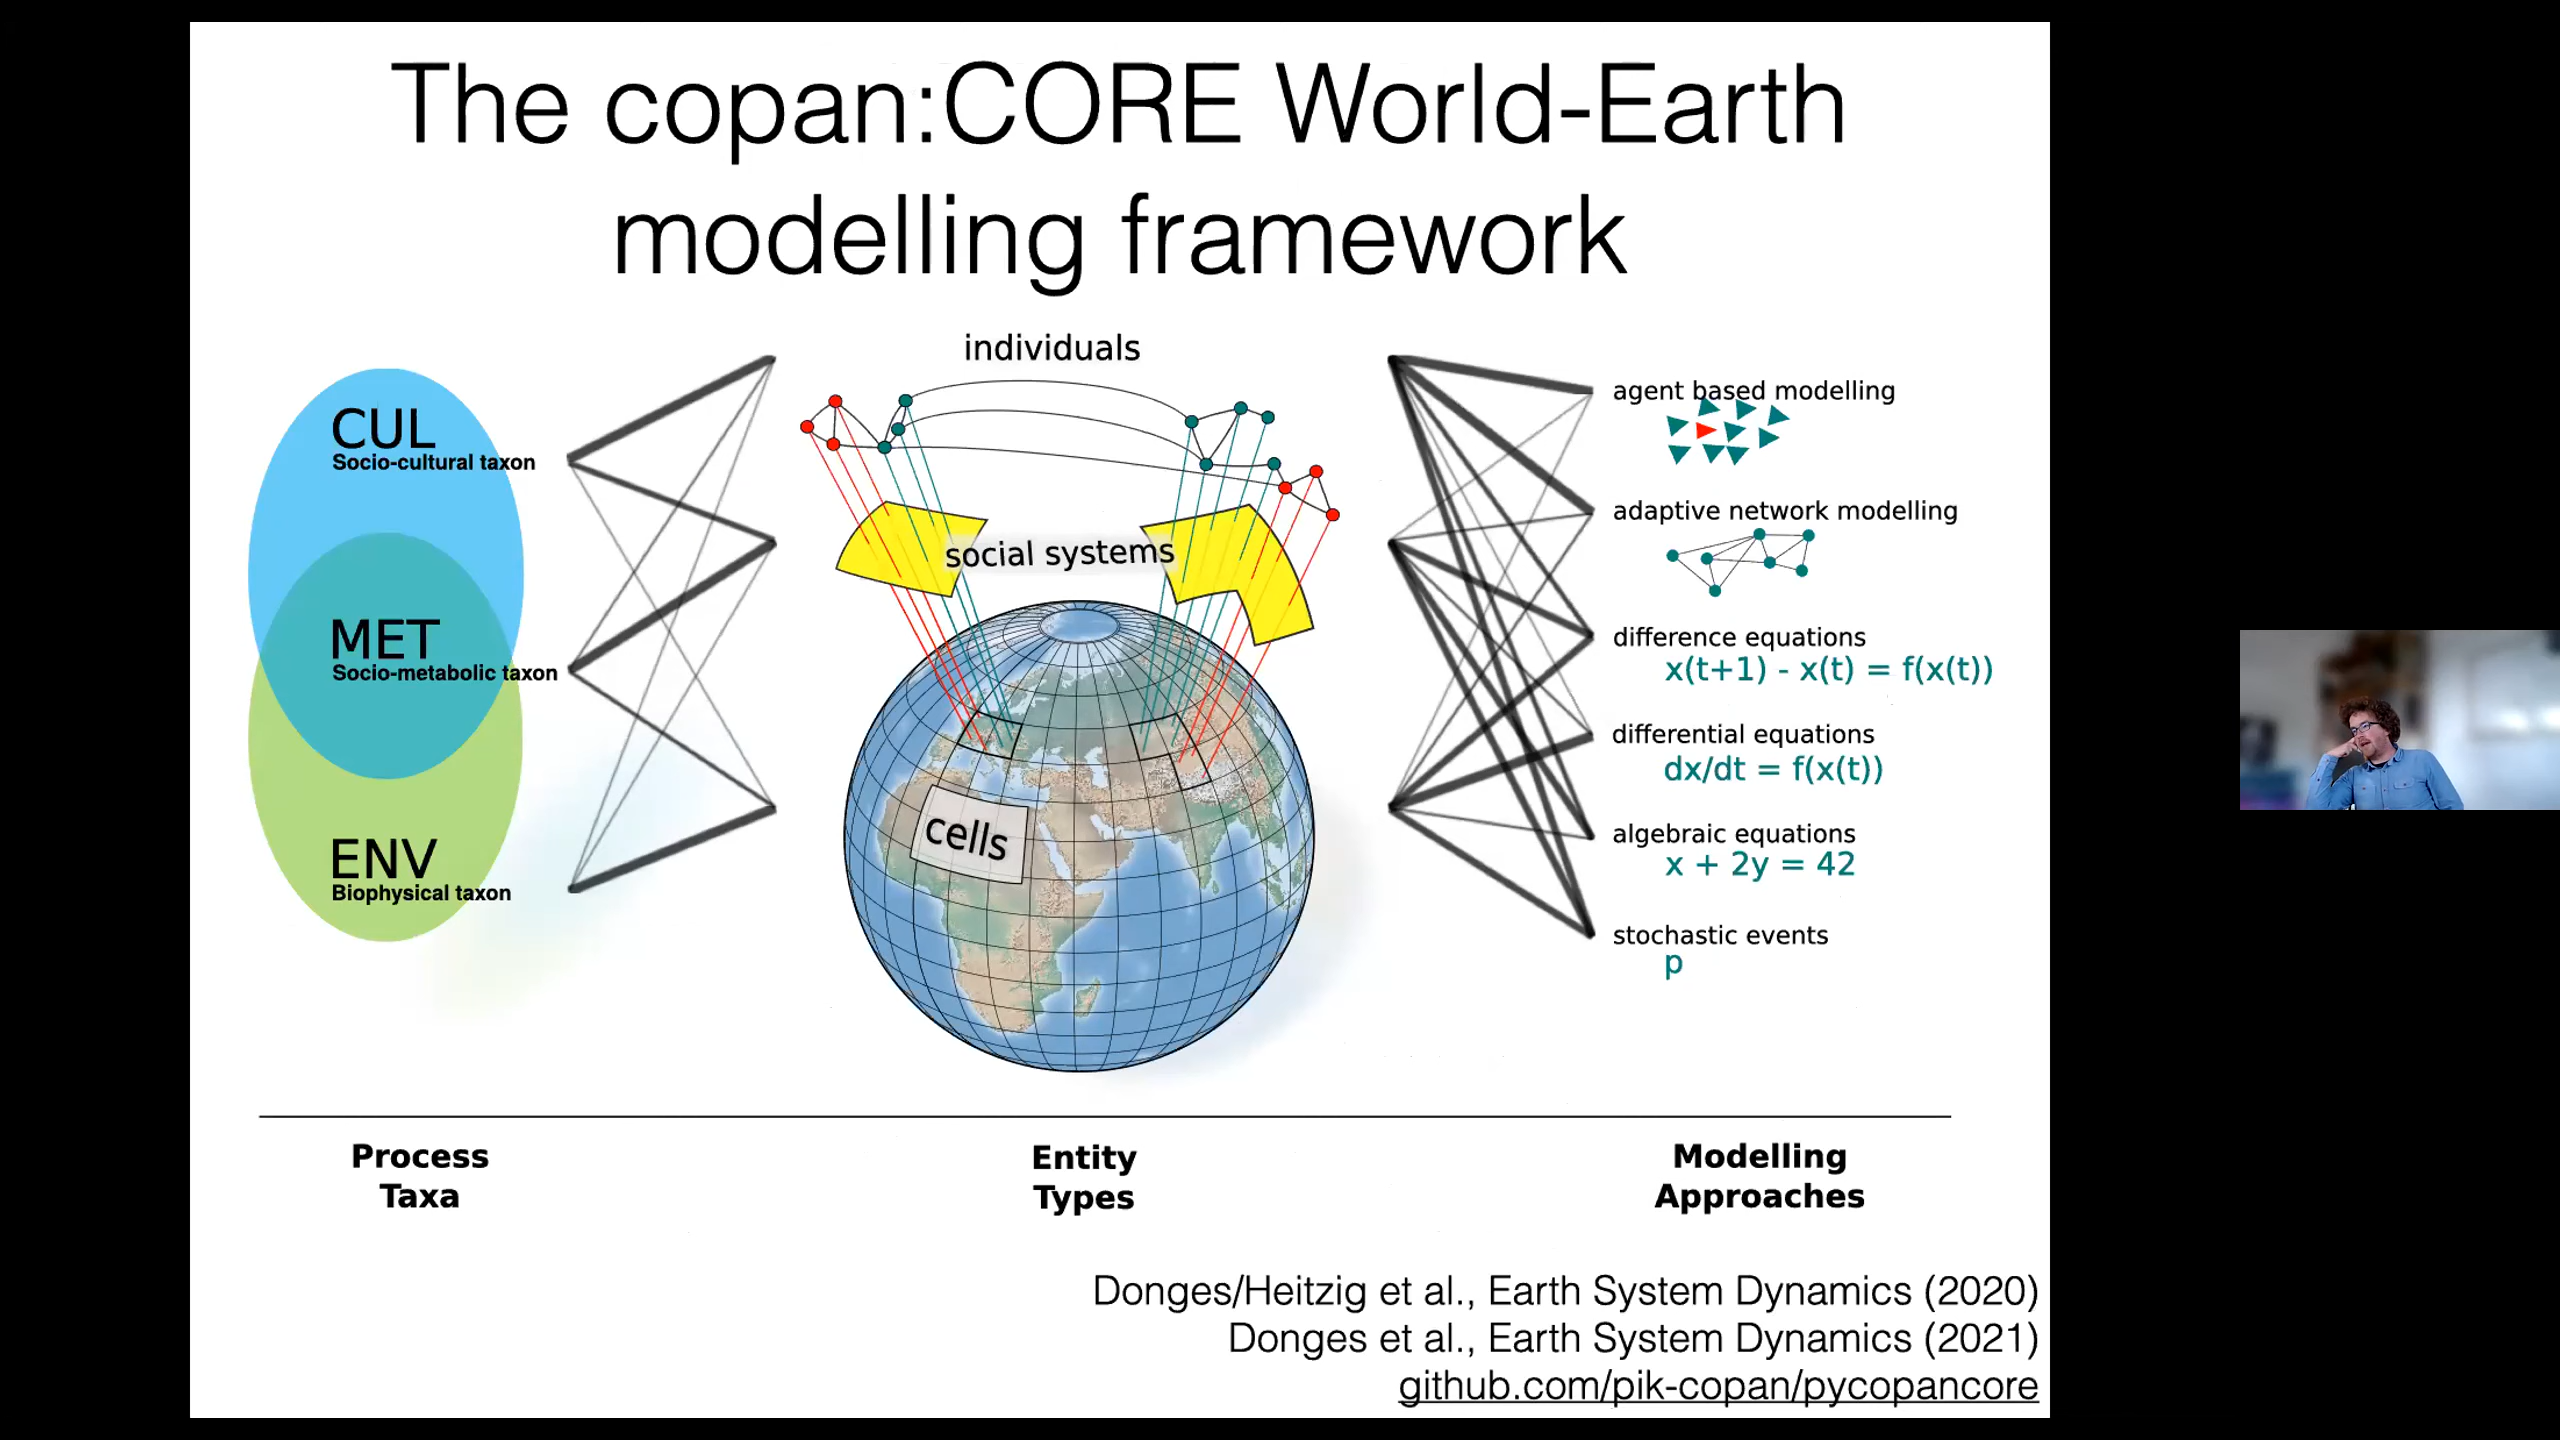 The copan:CORE World-Earth
modelling framework
individuals
CUL
Socio-cultural taxon
MET
Socio-metabolic taxon
ENV
Biophysical taxon
social systems
cells
agent based modelling
adaptive network modelling
difference equations
x(t+1) - x(t) = f(x(t))
differential equations
dx/dt = f(x(t))
algebraic equations
x + 2y = 42
stochastic events
p
Process
Taxa
Entity
Types
Modelling
Approaches
Donges/Heitzig et al., Earth System Dynamics (2020)
Donges et al., Earth System Dynamics (2021)
github.com/pik-copan/pycopancore